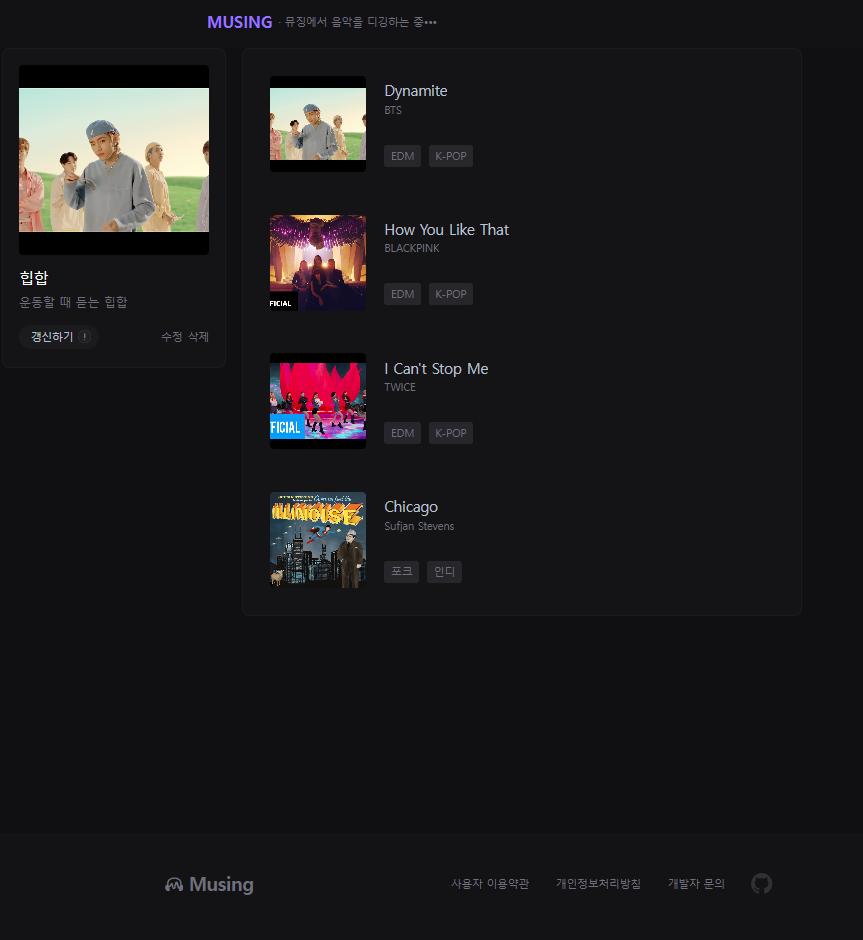 MUSING - 뮤징에서 음악을 디깅하는 중•••
힙합
운동할 때 듣는 힙합
갱신하기 !
수정 삭제
Dynamite
BTS
EDM K-POP
How You Like That
BLACKPINK
FICIAL
EDM K-POP
I Can't Stop Me
TWICE
FICIAL
EDM K-POP
Chicago
Sufjan Stevens
ILLINOISE
포크 인디
Musing
사용자 이용약관 개인정보처리방침 개발자 문의